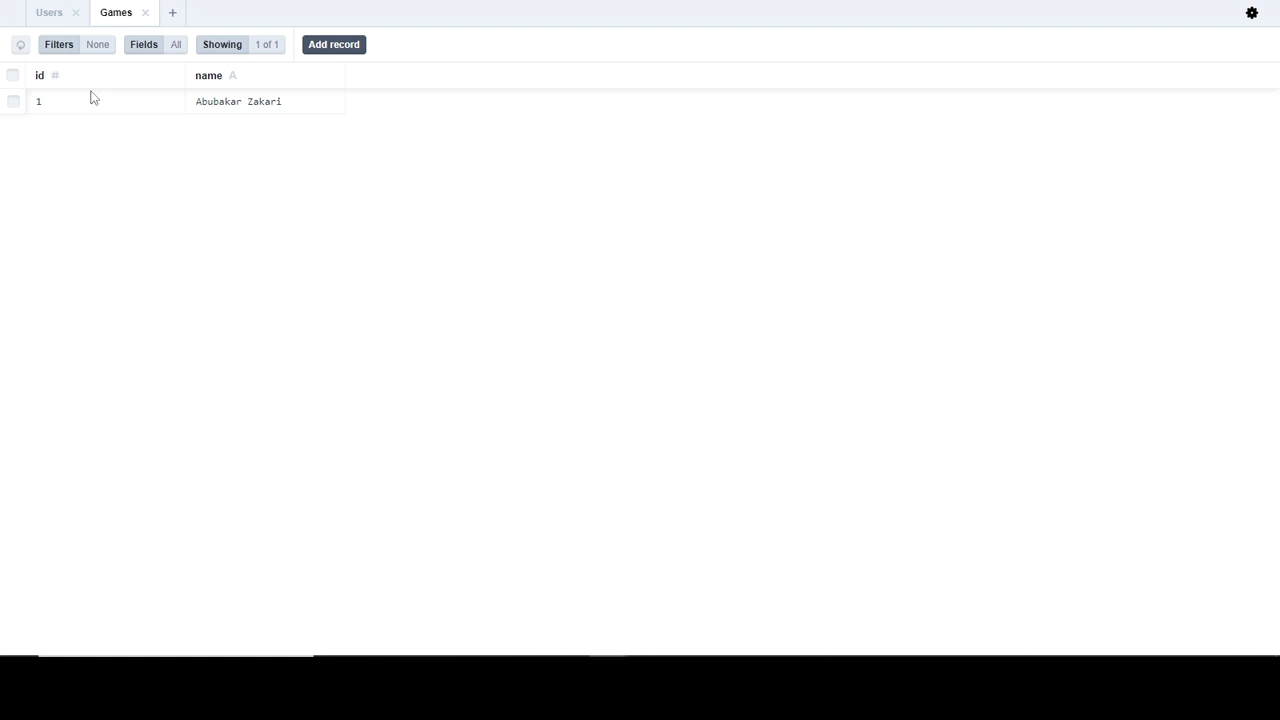 Users × Games × +
Filters None Fields All Showing 1 of 1 Add record
id # name A
1 Abubakar Zakari